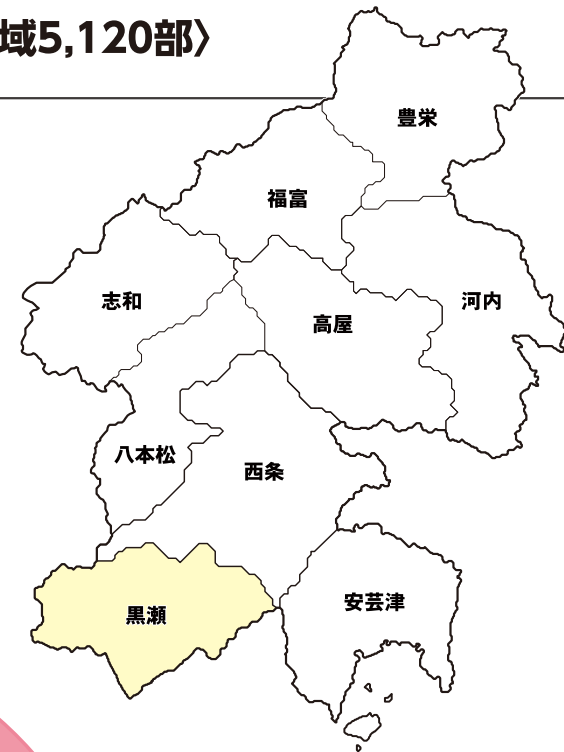 域5,120部〉
豊栄
福富
志和
高屋
河内
八本松
西条
黒瀬
安芸津